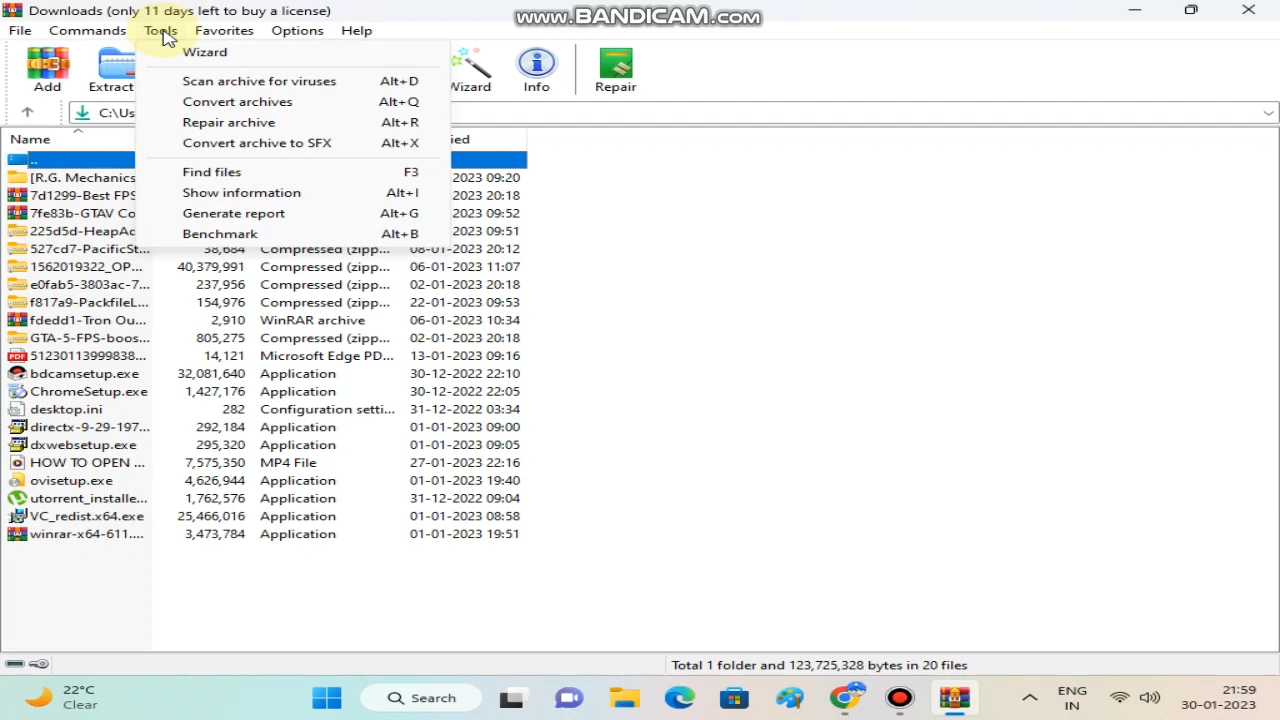 Downloads (only 11 days left to buy a license)
www.BANDICAM.com
File Commands Tools Favorites Options Help
Add Extract Wizard Info Repair
Wizard
Scan archive for viruses Alt+D
Convert archives Alt+Q
Repair archive Alt+R
Convert archive to SFX Alt+X
Find files F3
Show information Alt+I
Generate report Alt+G
Benchmark Alt+B
C:\Us
Name ied
..
[R.G. Mechanics 2023 09:20
7d1299-Best FPS 2023 20:18
7fe83b-GTAV Co 2023 09:52
225d5d-HeapAd 2023 09:51
527cd7-PacificSt... 38,684 Compressed (zipp... 08-01-2023 20:12
1562019322_OP... 40,379,991 Compressed (zipp... 06-01-2023 11:07
e0fab5-3803ac-7... 237,956 Compressed (zipp... 02-01-2023 20:18
f817a9-PackfileL... 154,976 Compressed (zipp... 22-01-2023 09:53
fdedd1-Tron Ou... 2,910 WinRAR archive 06-01-2023 10:34
GTA-5-FPS-boos... 805,275 Compressed (zipp... 02-01-2023 20:18
51230113999838... 14,121 Microsoft Edge PD... 13-01-2023 09:16
bdcamsetup.exe 32,081,640 Application 30-12-2022 22:10
ChromeSetup.exe 1,427,176 Application 30-12-2022 22:05
desktop.ini 282 Configuration setti... 31-12-2022 03:34
directx-9-29-197... 292,184 Application 01-01-2023 09:00
dxwebsetup.exe 295,320 Application 01-01-2023 09:05
HOW TO OPEN ... 7,575,350 MP4 File 27-01-2023 22:16
ovisetup.exe 4,626,944 Application 01-01-2023 19:40
utorrent_installe... 1,762,576 Application 31-12-2022 09:04
VC_redist.x64.exe 25,466,016 Application 01-01-2023 08:58
winrar-x64-611.... 3,473,784 Application 01-01-2023 19:51
Total 1 folder and 123,725,328 bytes in 20 files
22°C
Clear
Search
ENG
IN
21:59
30-01-2023